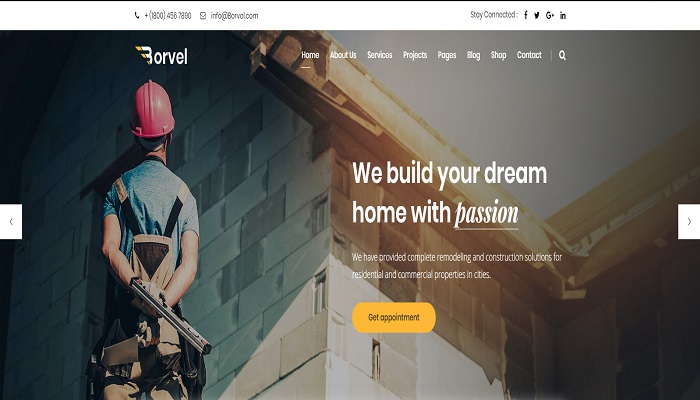 + (1800) 456 7890 info@Borvel.com Stay Connected :
Borvel
Home About Us Services Projects Pages Blog Shop Contact
We build your dream
home with passion
We have provided complete remodeling and construction solutions for
residential and commercial properties in cities.
Get appointment